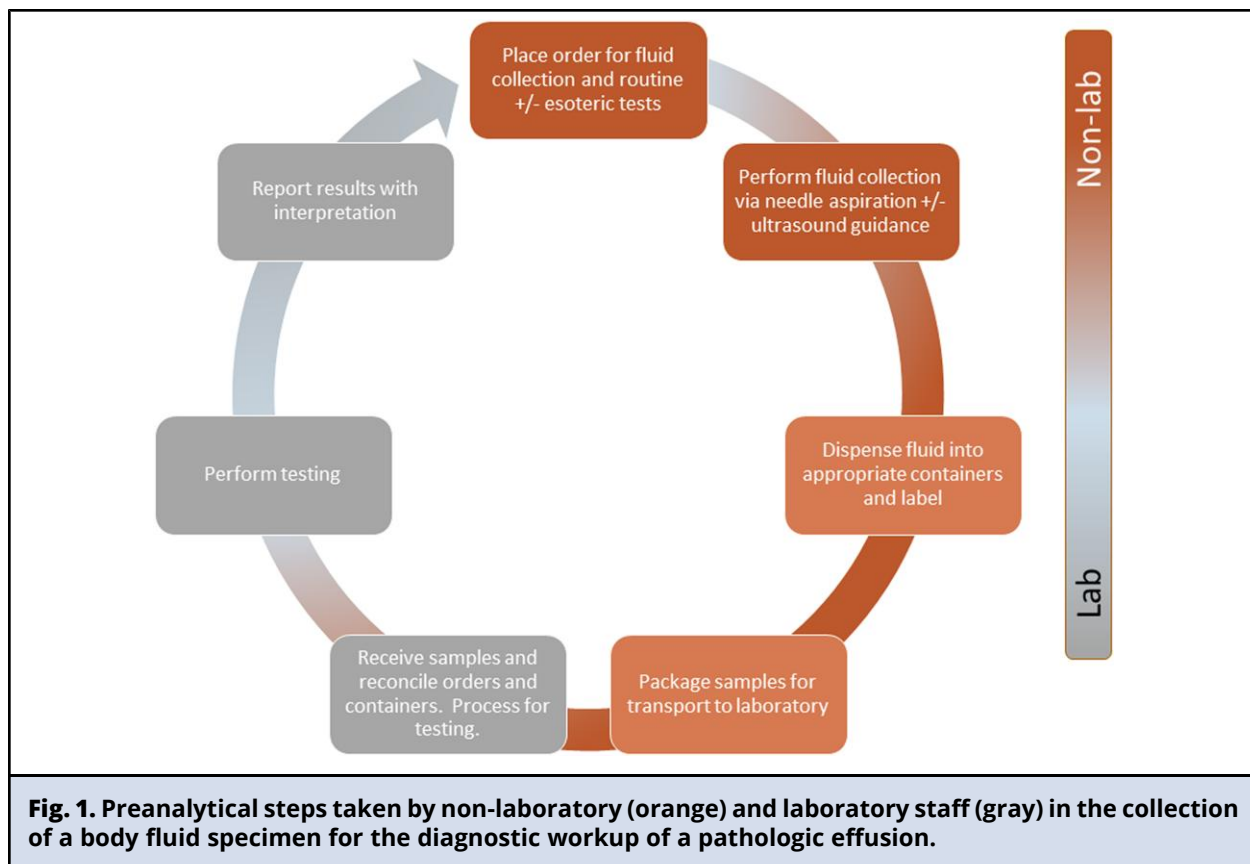 Place order for fluid
collection and routine
+/- esoteric tests
Perform fluid collection
via needle aspiration +/-
ultrasound guidance
Dispense fluid into
appropriate containers
and label
Package samples for
transport to laboratory
Receive samples and
reconcile orders and
containers.  Process for
testing.
Perform testing
Report results with
interpretation
Non-lab
Lab
Fig. 1. Preanalytical steps taken by non-laboratory (orange) and laboratory staff (gray) in the collection
of a body fluid specimen for the diagnostic workup of a pathologic effusion.